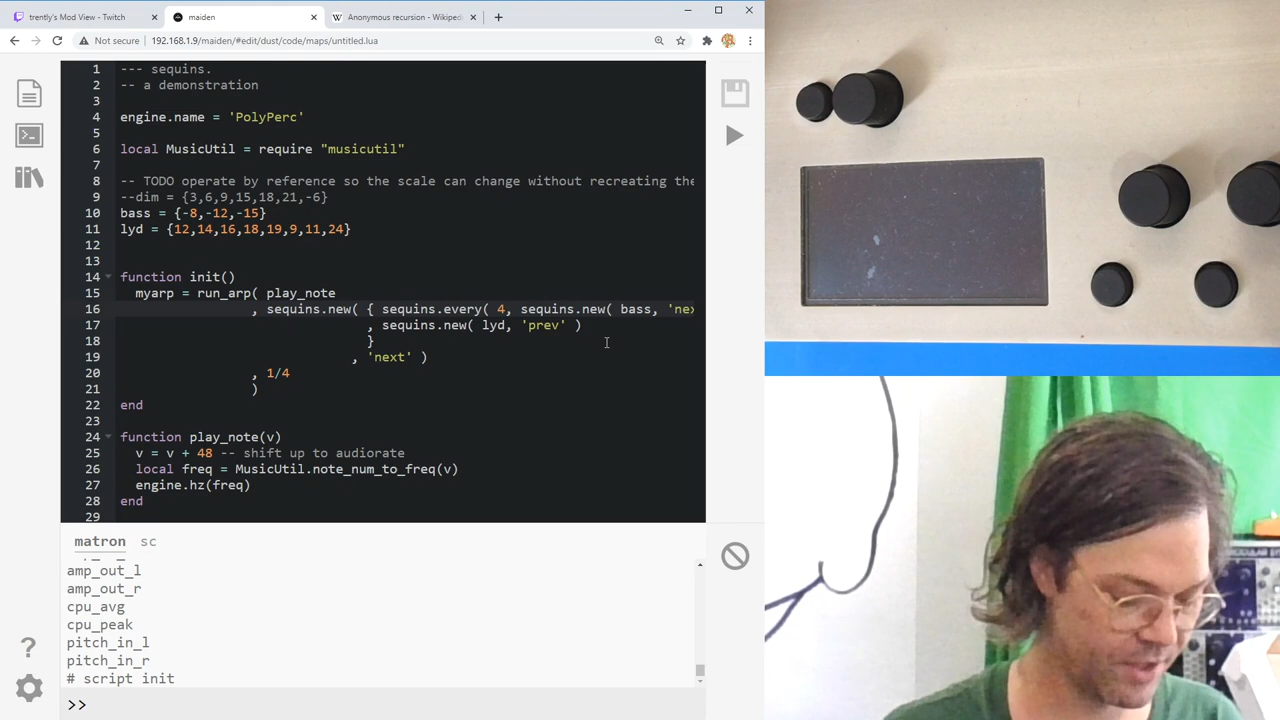 trently's Mod View - Twitch
maiden
Anonymous recursion - Wikiped
Not secure
192.168.1.9/maiden/#edit/dust/code/maps/untitled.lua
1 --- sequins.
2 -- a demonstration
3
4 engine.name = 'PolyPerc'
5
6 local MusicUtil = require "musicutil"
7
8 -- TODO operate by reference so the scale can change without recreating the
9 --dim = {3,6,9,15,18,21,-6}
10 bass = {-8,-12,-15}
11 lyd = {12,14,16,18,19,9,11,24}
12
13
14 function init()
15 myarp = run_arp( play_note
16 , sequins.new( { sequins.every( 4, sequins.new( bass, 'nex
17 , sequins.new( lyd, 'prev' )
18 }
19 , 'next' )
20 , 1/4
21 )
22 end
23
24 function play_note(v)
25 v = v + 48 -- shift up to audiorate
26 local freq = MusicUtil.note_num_to_freq(v)
27 engine.hz(freq)
28 end
29
matron sc
amp_out_l
amp_out_r
cpu_avg
cpu_peak
pitch_in_l
pitch_in_r
# script init
>>